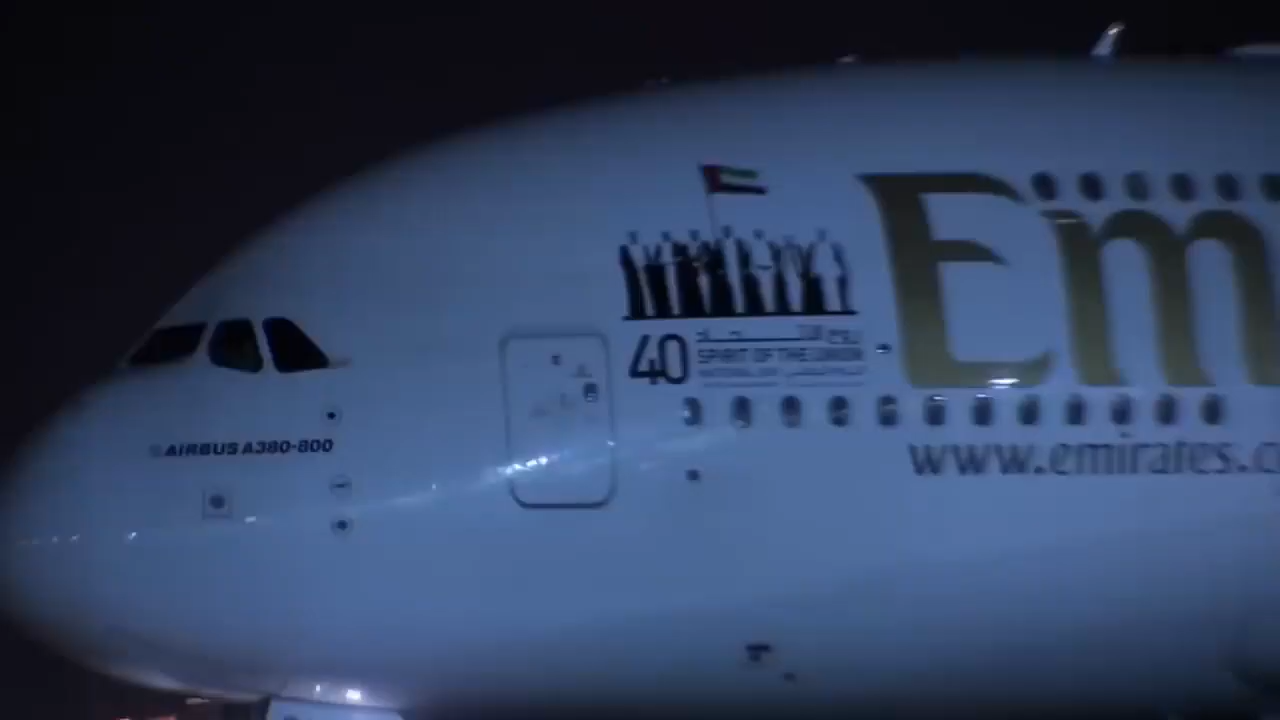 Em
40
SPIRIT OF THE UNION
www.emirates.c
AIRBUS A380-800